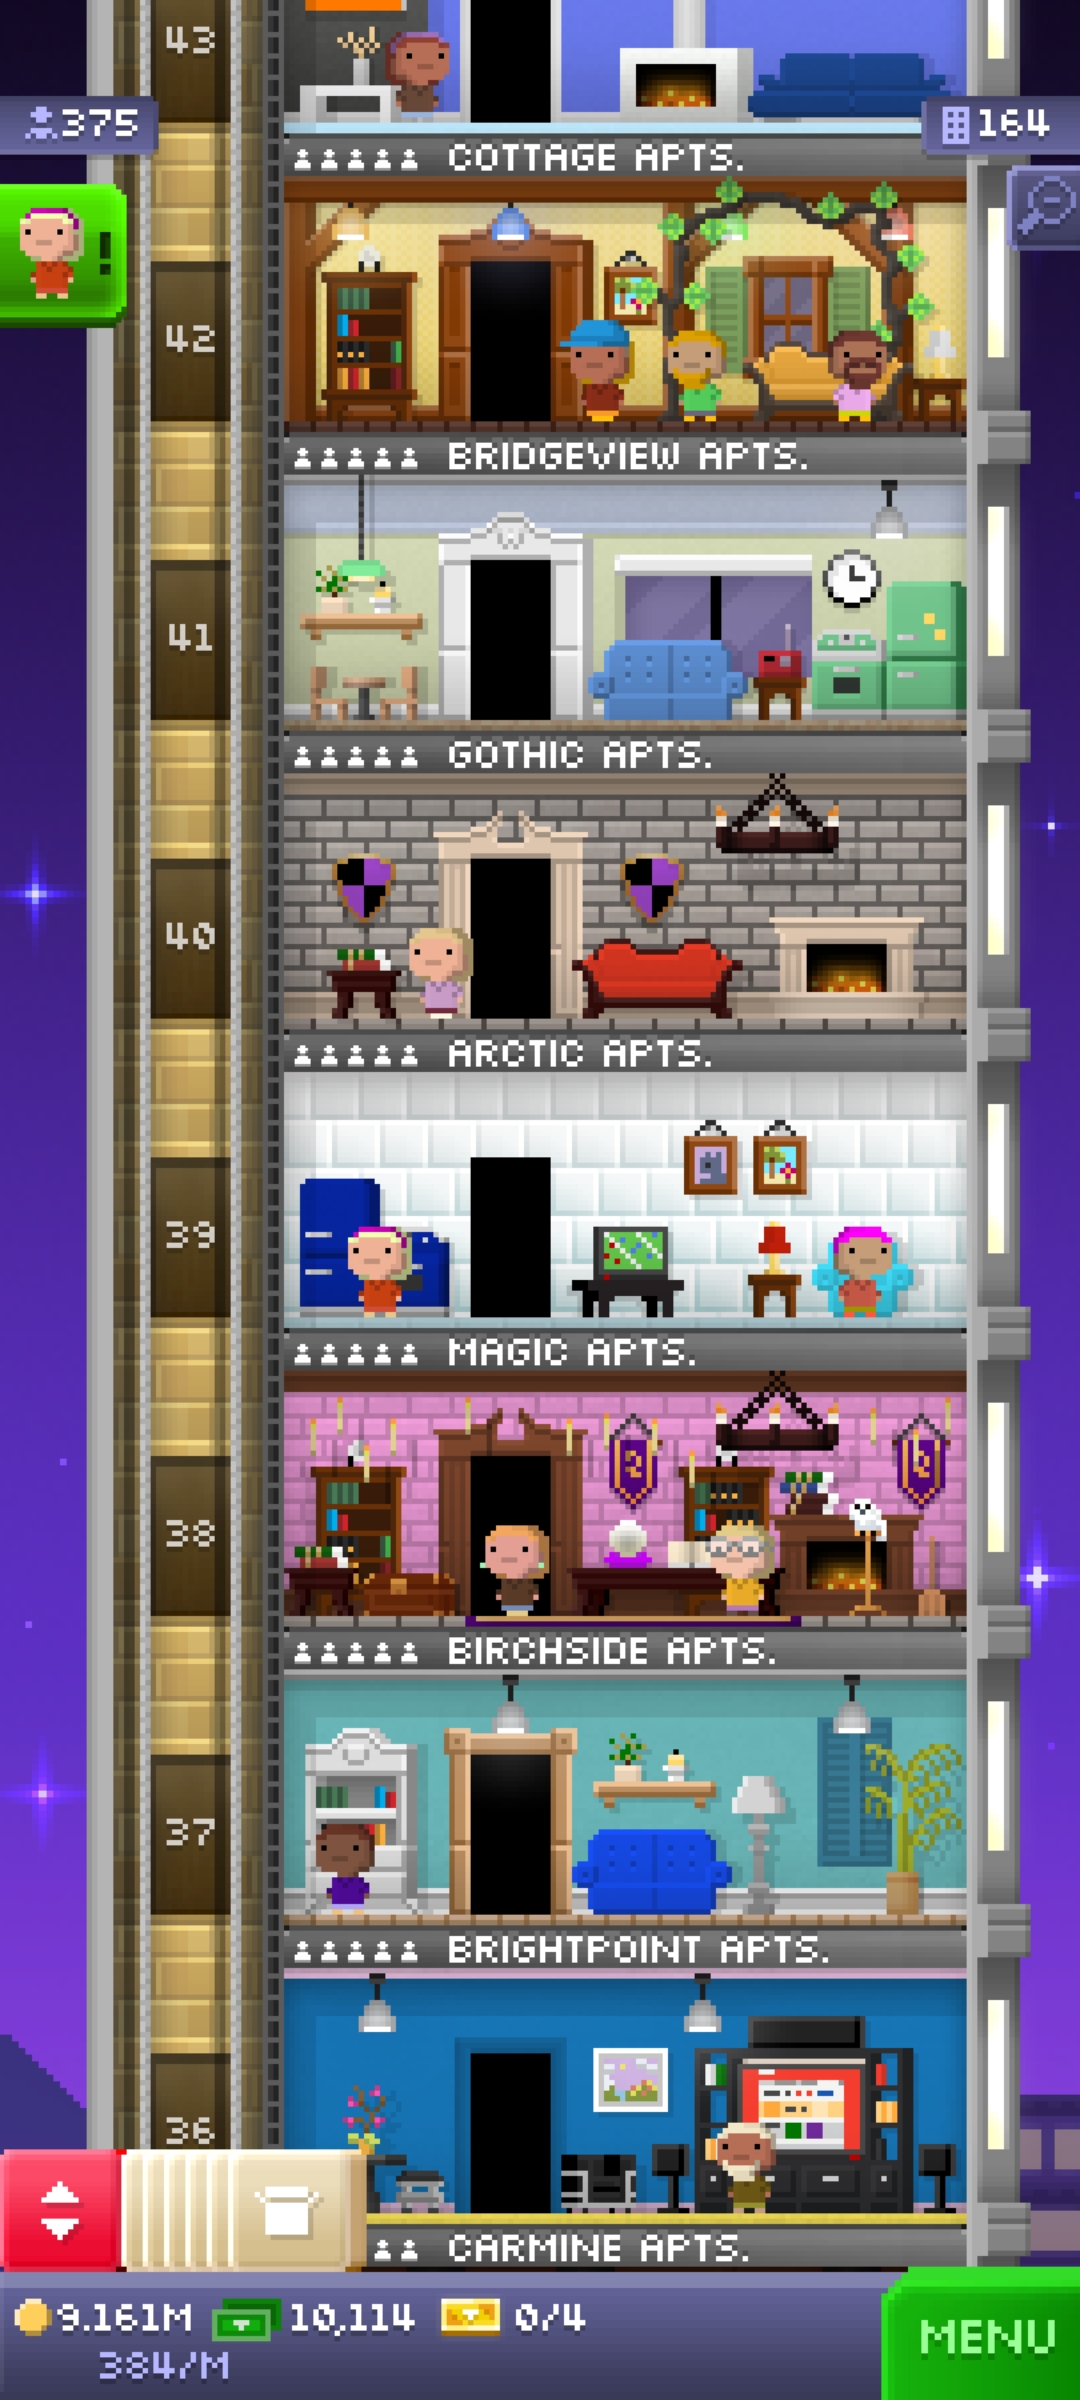 43
375
164
COTTAGE APTS.
!
42
BRIDGEVIEW APTS.
41
GOTHIC APTS.
40
ARCTIC APTS.
39
MAGIC APTS.
38
BIRCHSIDE APTS.
37
BRIGHTPOINT APTS.
36
CARMINE APTS.
9.161M 10,114 0/4
384/M
MENU